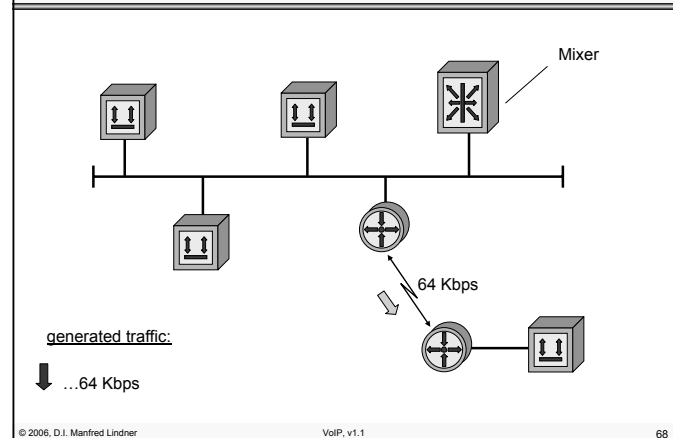 Mixer
64 Kbps
generated traffic:
…64 Kbps
© 2006, D.I. Manfred Lindner
VoIP, v1.1
68